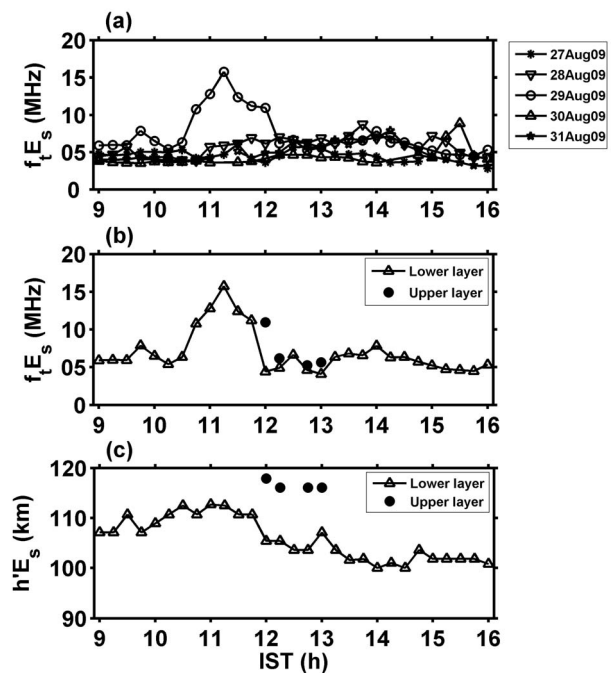 (a)
20
15
10
05
0
fₜEₛ (MHz)
9 10 11 12 13 14 15 16
27Aug09
28Aug09
29Aug09
30Aug09
31Aug09
(b)
20
15
10
05
0
fₜEₛ (MHz)
Lower layer
Upper layer
9 10 11 12 13 14 15 16
(c)
120
110
100
90
h'Eₛ (km)
Lower layer
Upper layer
9 10 11 12 13 14 15 16
IST (h)